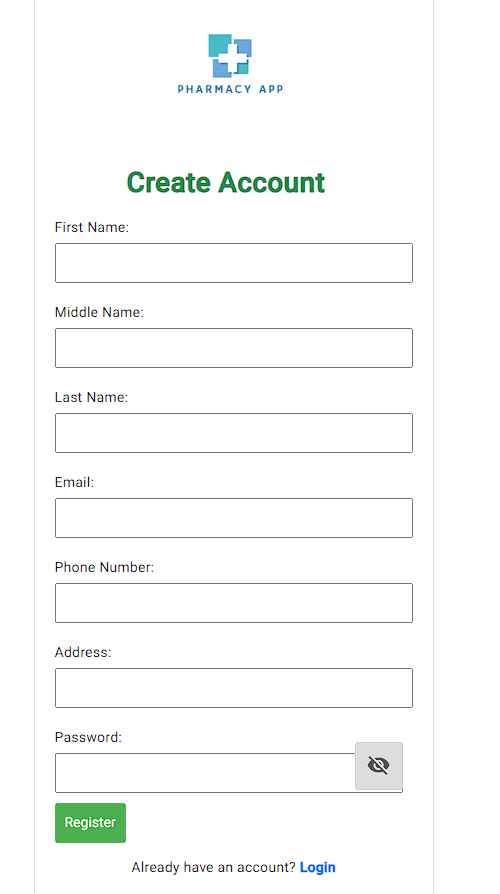 PHARMACY APP
Create Account
First Name:
Middle Name:
Last Name:
Email:
Phone Number:
Address:
Password:
Register
Already have an account? Login